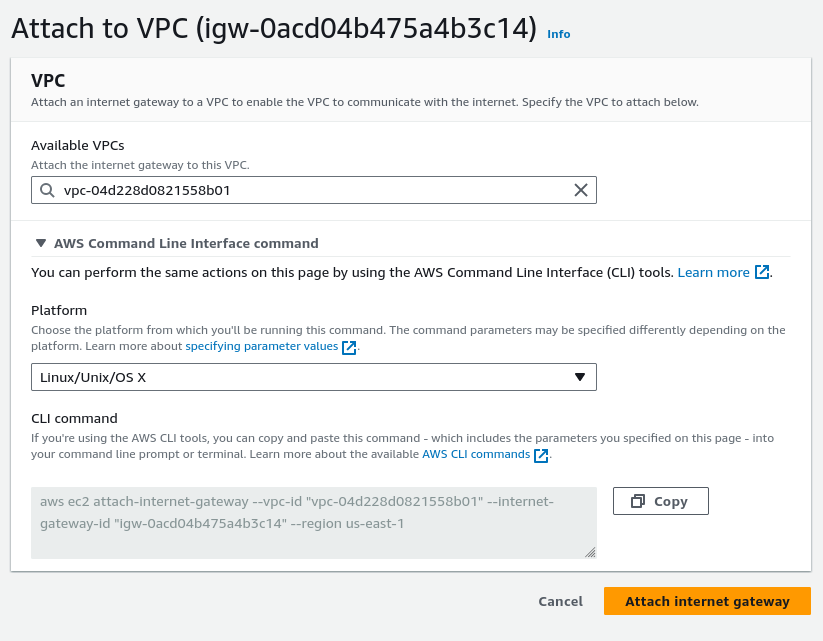 Attach to VPC (igw-0acd04b475a4b3c14) Info
VPC
Attach an internet gateway to a VPC to enable the VPC to communicate with the internet. Specify the VPC to attach below.
Available VPCs
Attach the internet gateway to this VPC.
vpc-04d228d0821558b01
AWS Command Line Interface command
You can perform the same actions on this page by using the AWS Command Line Interface (CLI) tools. Learn more.
Platform
Choose the platform from which you'll be running this command. The command parameters may be specified differently depending on the
platform. Learn more about specifying parameter values.
Linux/Unix/OS X
CLI command
If you're using the AWS CLI tools, you can copy and paste this command - which includes the parameters you specified on this page - into
your command line prompt or terminal. Learn more about the available AWS CLI commands.
aws ec2 attach-internet-gateway --vpc-id "vpc-04d228d0821558b01" --internet-
gateway-id "igw-0acd04b475a4b3c14" --region us-east-1
Copy
Cancel
Attach internet gateway